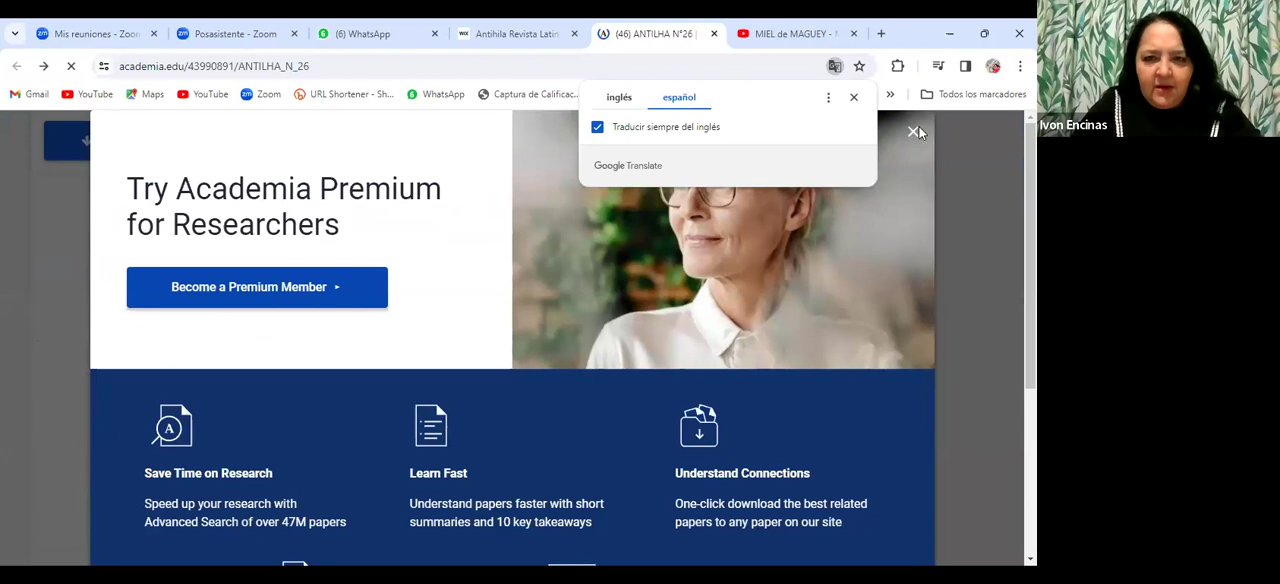 Mis reuniones - Zoo
Posasistente - Zoom
(6) WhatsApp
Antihila Revista Latin
(46) ANTILHA N°26 |
MIEL de MAGUEY -
academia.edu/43990891/ANTILHA_N_26
Gmail
YouTube
Maps
YouTube
Zoom
URL Shortener - Sh...
WhatsApp
Captura de Calificac...
Todos los marcadores
inglés
español
Traducir siempre del inglés
Google Translate
Ivon Encinas
Try Academia Premium
for Researchers
Become a Premium Member
Save Time on Research
Speed up your research with
Advanced Search of over 47M papers
Learn Fast
Understand papers faster with short
summaries and 10 key takeaways
Understand Connections
One-click download the best related
papers to any paper on our site